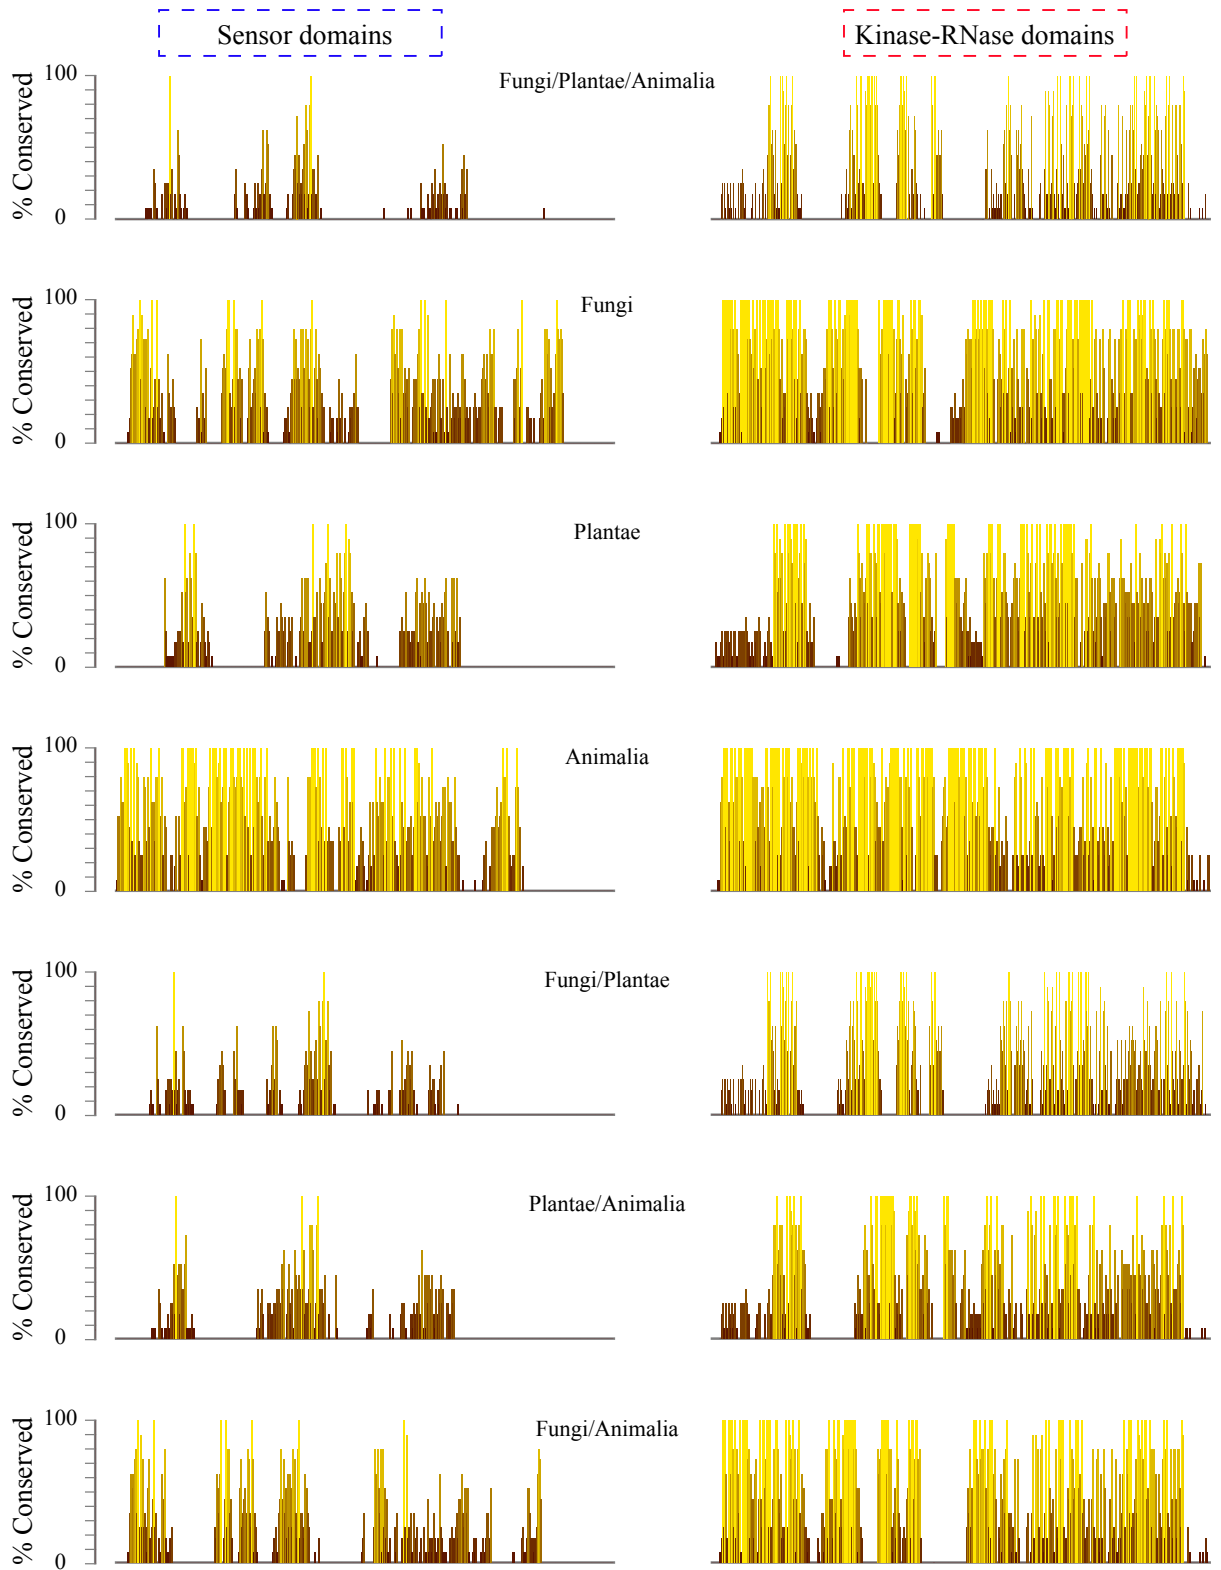 Sensor domains
Kinase-RNase domains
% Conserved
100
0
Fungi/Plantae/Animalia
% Conserved
100
0
Fungi
% Conserved
100
0
Plantae
% Conserved
100
0
Animalia
% Conserved
100
0
Fungi/Plantae
% Conserved
100
0
Plantae/Animalia
% Conserved
100
0
Fungi/Animalia